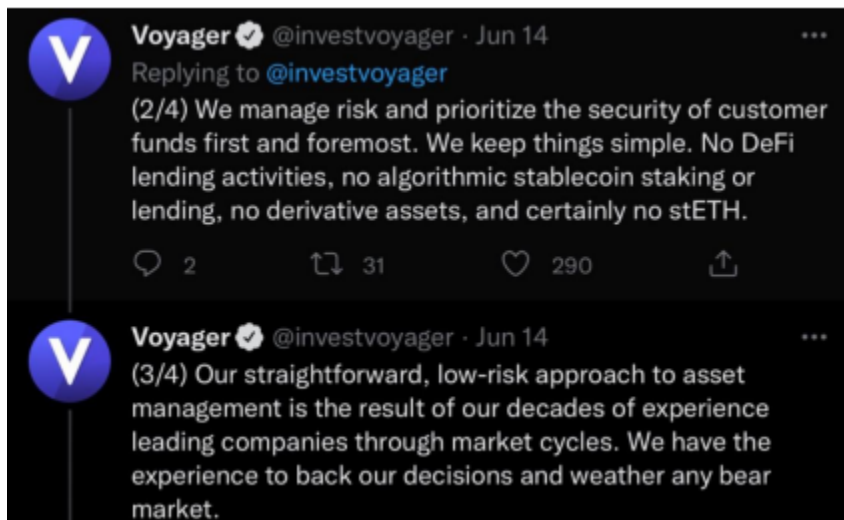 Voyager @investvoyager · Jun 14
Replying to @investvoyager
(2/4) We manage risk and prioritize the security of customer
funds first and foremost. We keep things simple. No DeFi
lending activities, no algorithmic stablecoin staking or
lending, no derivative assets, and certainly no stETH.
2 31 290
Voyager @investvoyager · Jun 14
(3/4) Our straightforward, low-risk approach to asset
management is the result of our decades of experience
leading companies through market cycles. We have the
experience to back our decisions and weather any bear
market.